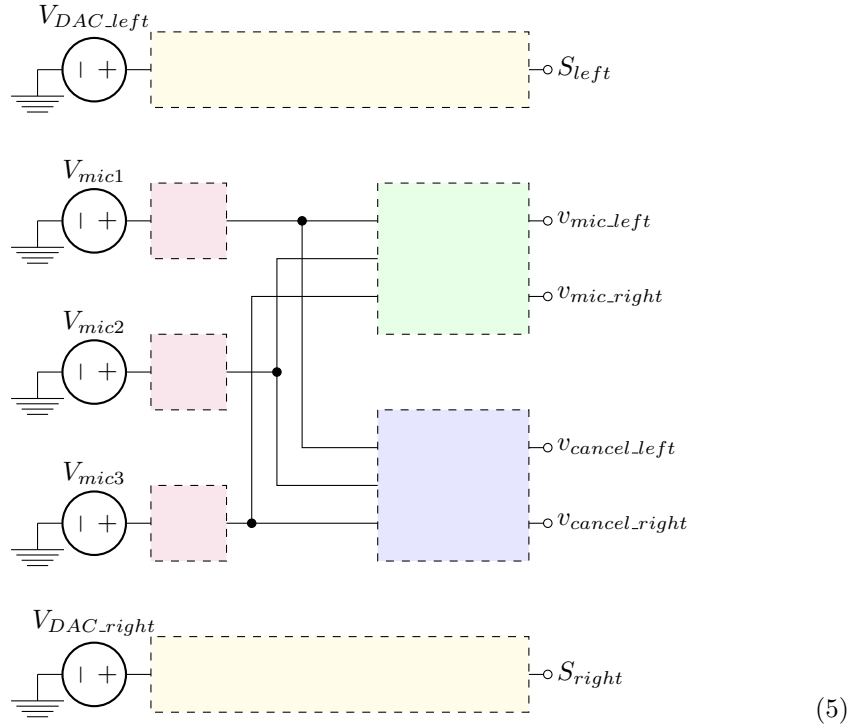 V_{DAC\_left}
S_{left}
V_{mic1}
v_{mic\_left}
v_{mic\_right}
V_{mic2}
v_{cancel\_left}
V_{mic3}
v_{cancel\_right}
V_{DAC\_right}
S_{right}
(5)